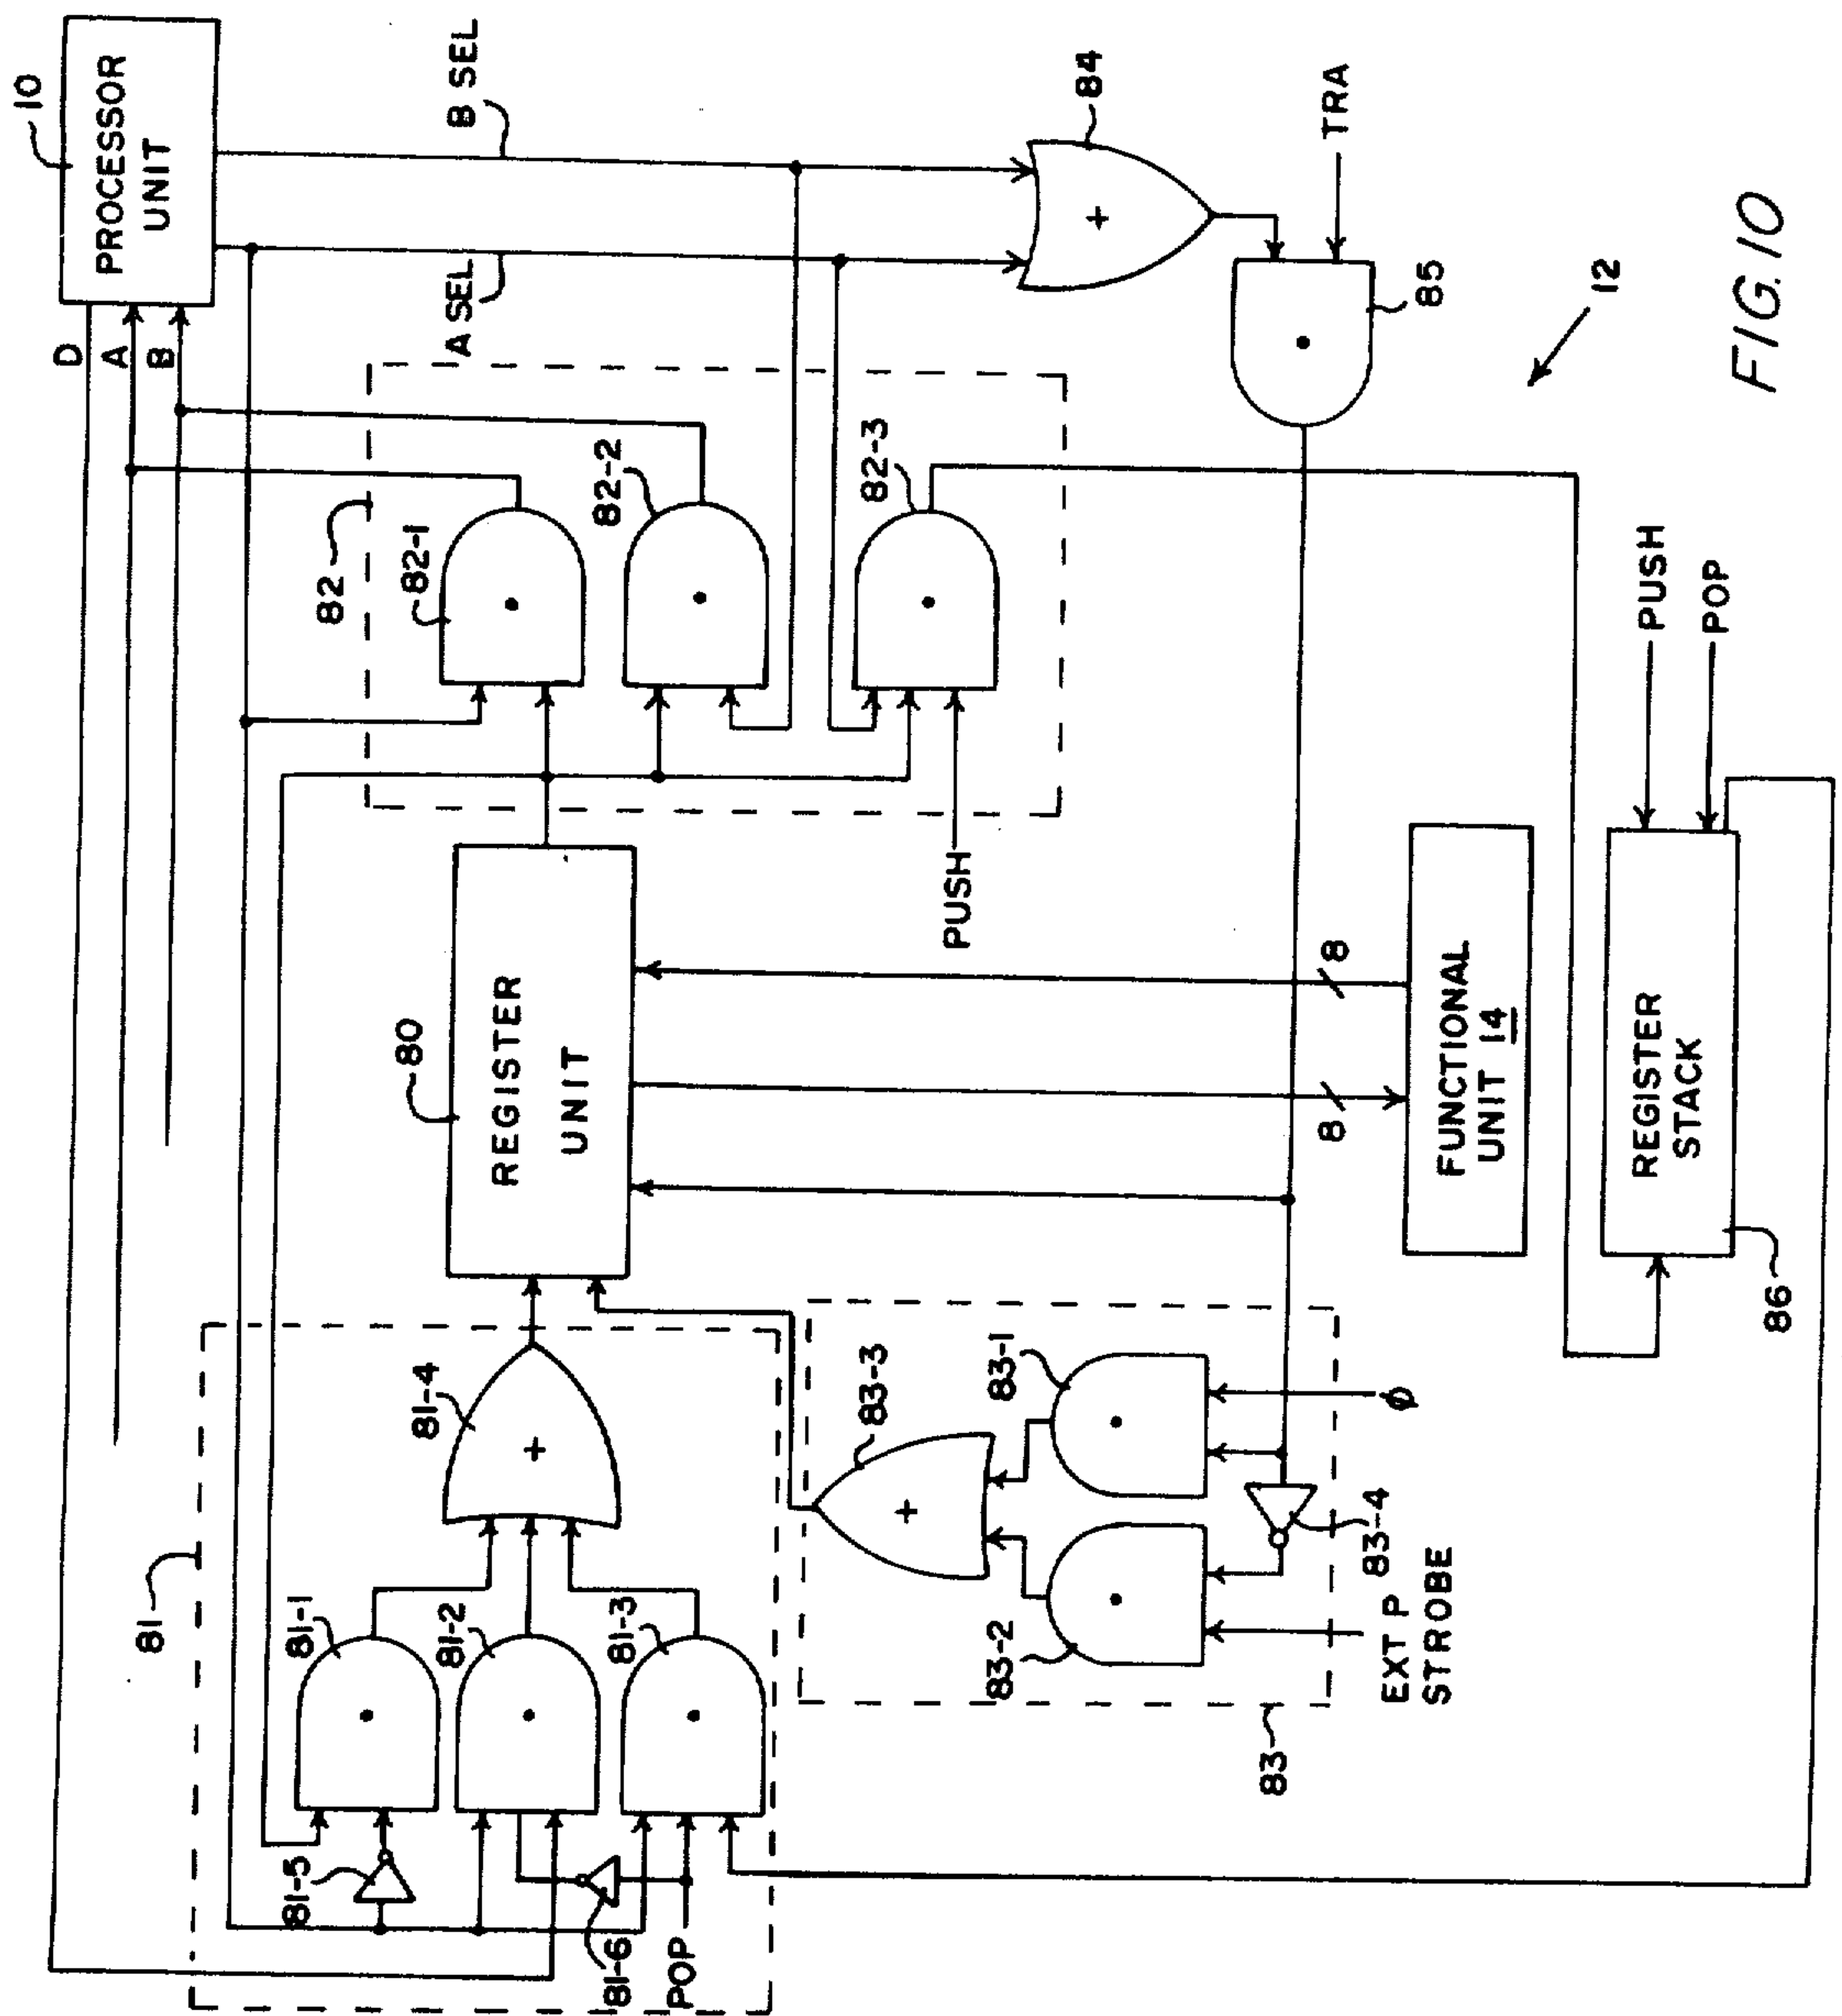 10
PROCESSOR
UNIT
D
A
B
A SEL
B SEL
82
82-1
82-2
82-3
PUSH
84
TRA
85
12
81
81-1
81-2
81-3
81-4
81-5
81-6
POP
80
REGISTER
UNIT
8
8
FUNCTIONAL
UNIT 14
83
83-1
83-2
83-3
83-4
EXT P
STROBE
φ
REGISTER
STACK
86
PUSH
POP
FIG. 10